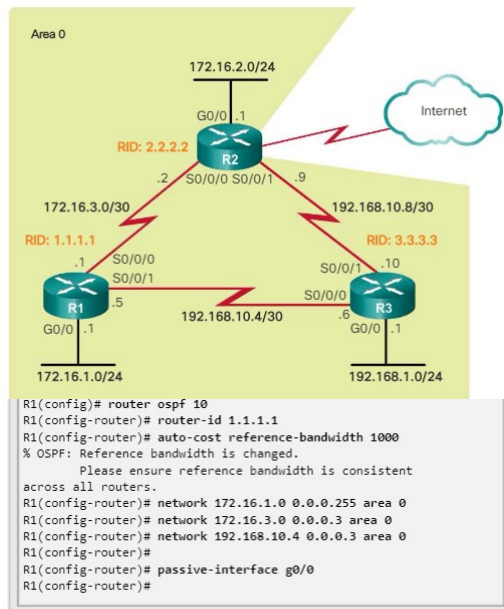 Area 0
172.16.2.0/24
G0/0 .1
Internet
RID: 2.2.2.2
R2
.2 S0/0/0 S0/0/1 .9
172.16.3.0/30
192.168.10.8/30
RID: 1.1.1.1
RID: 3.3.3.3
.1 S0/0/0
S0/0/1 .10
S0/0/1
R1
.5
S0/0/0
R3
.6
192.168.10.4/30
G0/0 .1
G0/0 .1
172.16.1.0/24
192.168.1.0/24
R1(config)# router ospf 10
R1(config-router)# router-id 1.1.1.1
R1(config-router)# auto-cost reference-bandwidth 1000
% OSPF: Reference bandwidth is changed.
Please ensure reference bandwidth is consistent
across all routers.
R1(config-router)# network 172.16.1.0 0.0.0.255 area 0
R1(config-router)# network 172.16.3.0 0.0.0.3 area 0
R1(config-router)# network 192.168.10.4 0.0.0.3 area 0
R1(config-router)#
R1(config-router)# passive-interface g0/0
R1(config-router)#